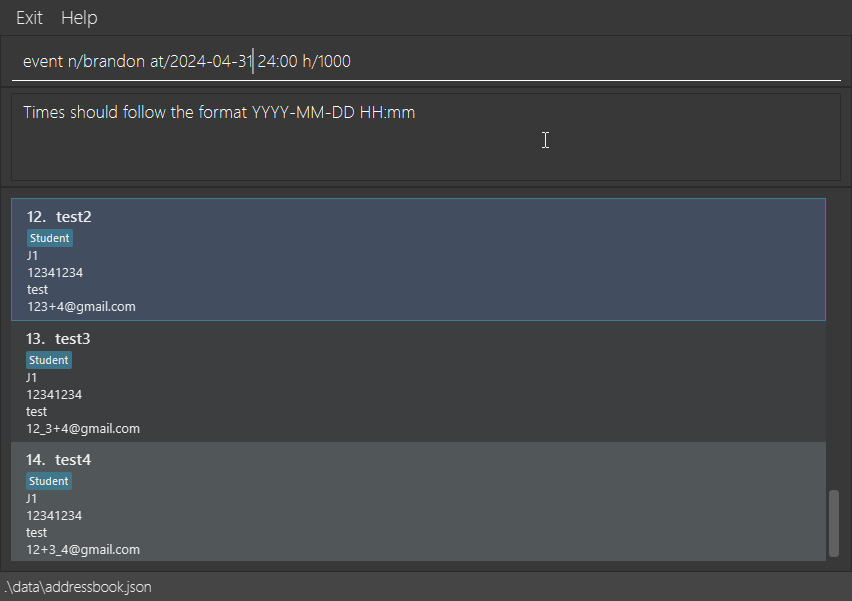 Exit Help
event n/brandon at/2024-04-31 24:00 h/1000
Times should follow the format YYYY-MM-DD HH:mm
12. test2
Student
J1
12341234
test
123+4@gmail.com
13. test3
Student
J1
12341234
test
12_3+4@gmail.com
14. test4
Student
J1
12341234
test
12+3_4@gmail.com
.\data\addressbook.json